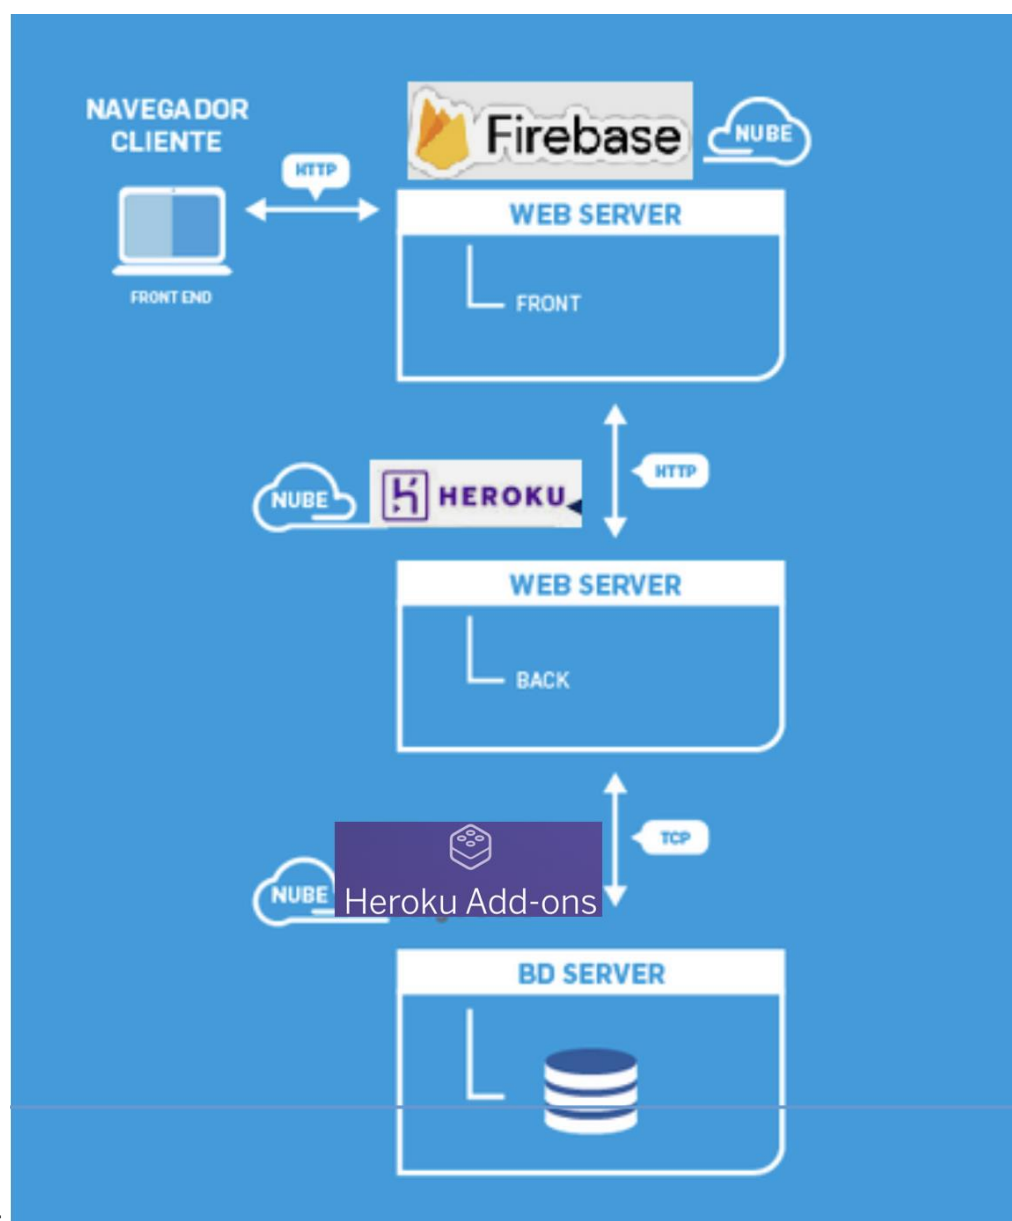 NAVEGADOR
CLIENTE
HTTP
FRONT END
Firebase
NUBE
WEB SERVER
FRONT
HTTP
NUBE
HEROKU
WEB SERVER
BACK
TCP
NUBE
Heroku Add-ons
BD SERVER